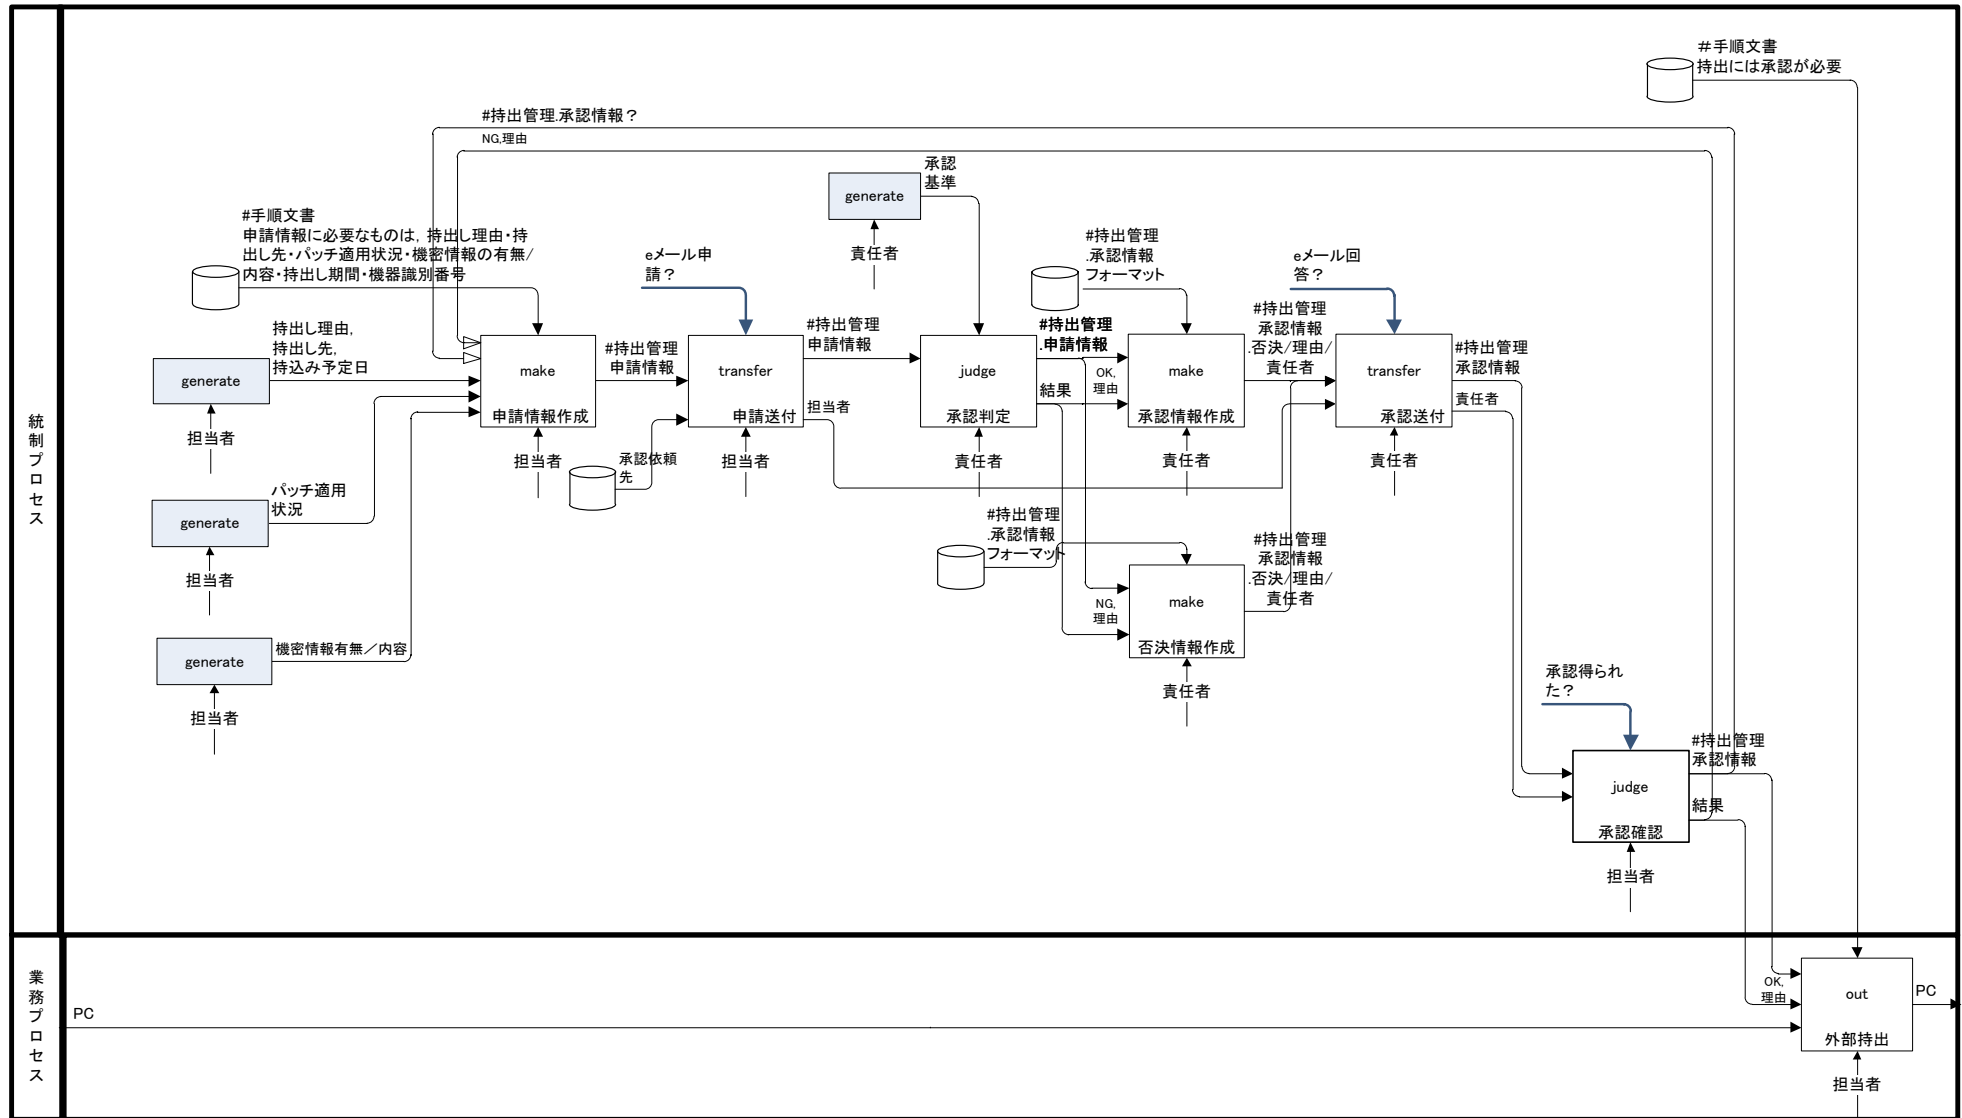 統制プロセス
#手順文書
持出には承認が必要
#持出管理.承認情報？
NG,理由
承認
基準
generate
責任者
#手順文書
申請情報に必要なものは, 持出し理由・持
出し先・パッチ適用状況・機密情報の有無/
内容・持出し期間・機器識別番号
持出し理由,
持出し先,
持込み予定日
generate
担当者
パッチ適用
状況
generate
担当者
機密情報有無／内容
generate
担当者
make
申請情報作成
担当者
#持出管理
申請情報
eメール申
請？
transfer
申請送付
担当者
承認依頼
先
#持出管理
申請情報
担当者
judge
承認判定
責任者
#持出管理
.申請情報
結果
OK,
理由
#持出管理
.承認情報
フォーマット
make
承認情報作成
責任者
#持出管理
承認情報
.否決/理由/
責任者
#持出管理
.承認情報
フォーマット
NG,
理由
make
否決情報作成
責任者
#持出管理
承認情報
.否決/理由/
責任者
eメール回
答？
transfer
承認送付
責任者
#持出管理
承認情報
責任者
承認得られ
た？
judge
承認確認
担当者
#持出管理
承認情報
結果
業務プロセス
PC
OK,
理由
out
外部持出
担当者
PC